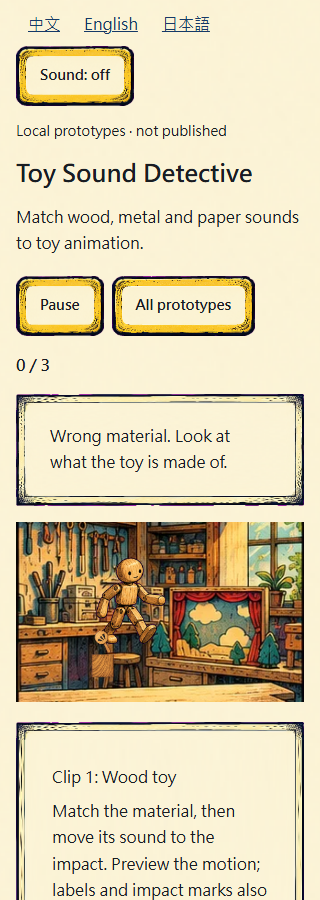 中文 English 日本語
Sound: off
Local prototypes · not published
Toy Sound Detective
Match wood, metal and paper sounds
to toy animation.
Pause All prototypes
0 / 3
Wrong material. Look at
what the toy is made of.
Clip 1: Wood toy
Match the material, then
move its sound to the
impact. Preview the motion;
labels and impact marks also